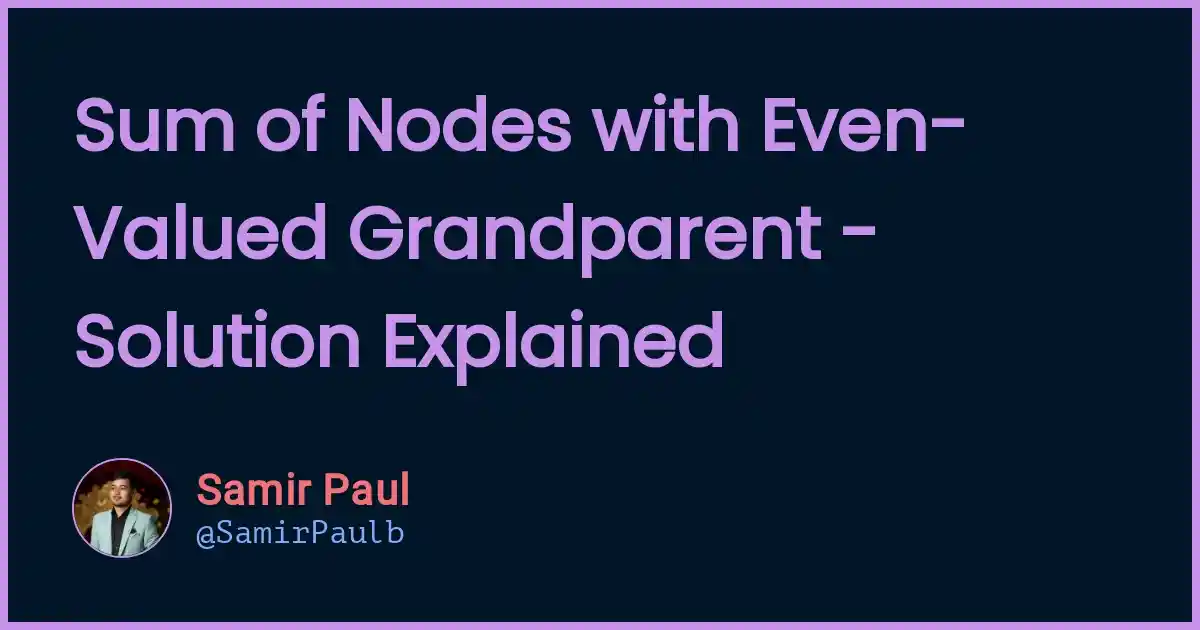 Sum of Nodes with Even-
Valued Grandparent -
Solution Explained
Samir Paul
@SamirPaulb